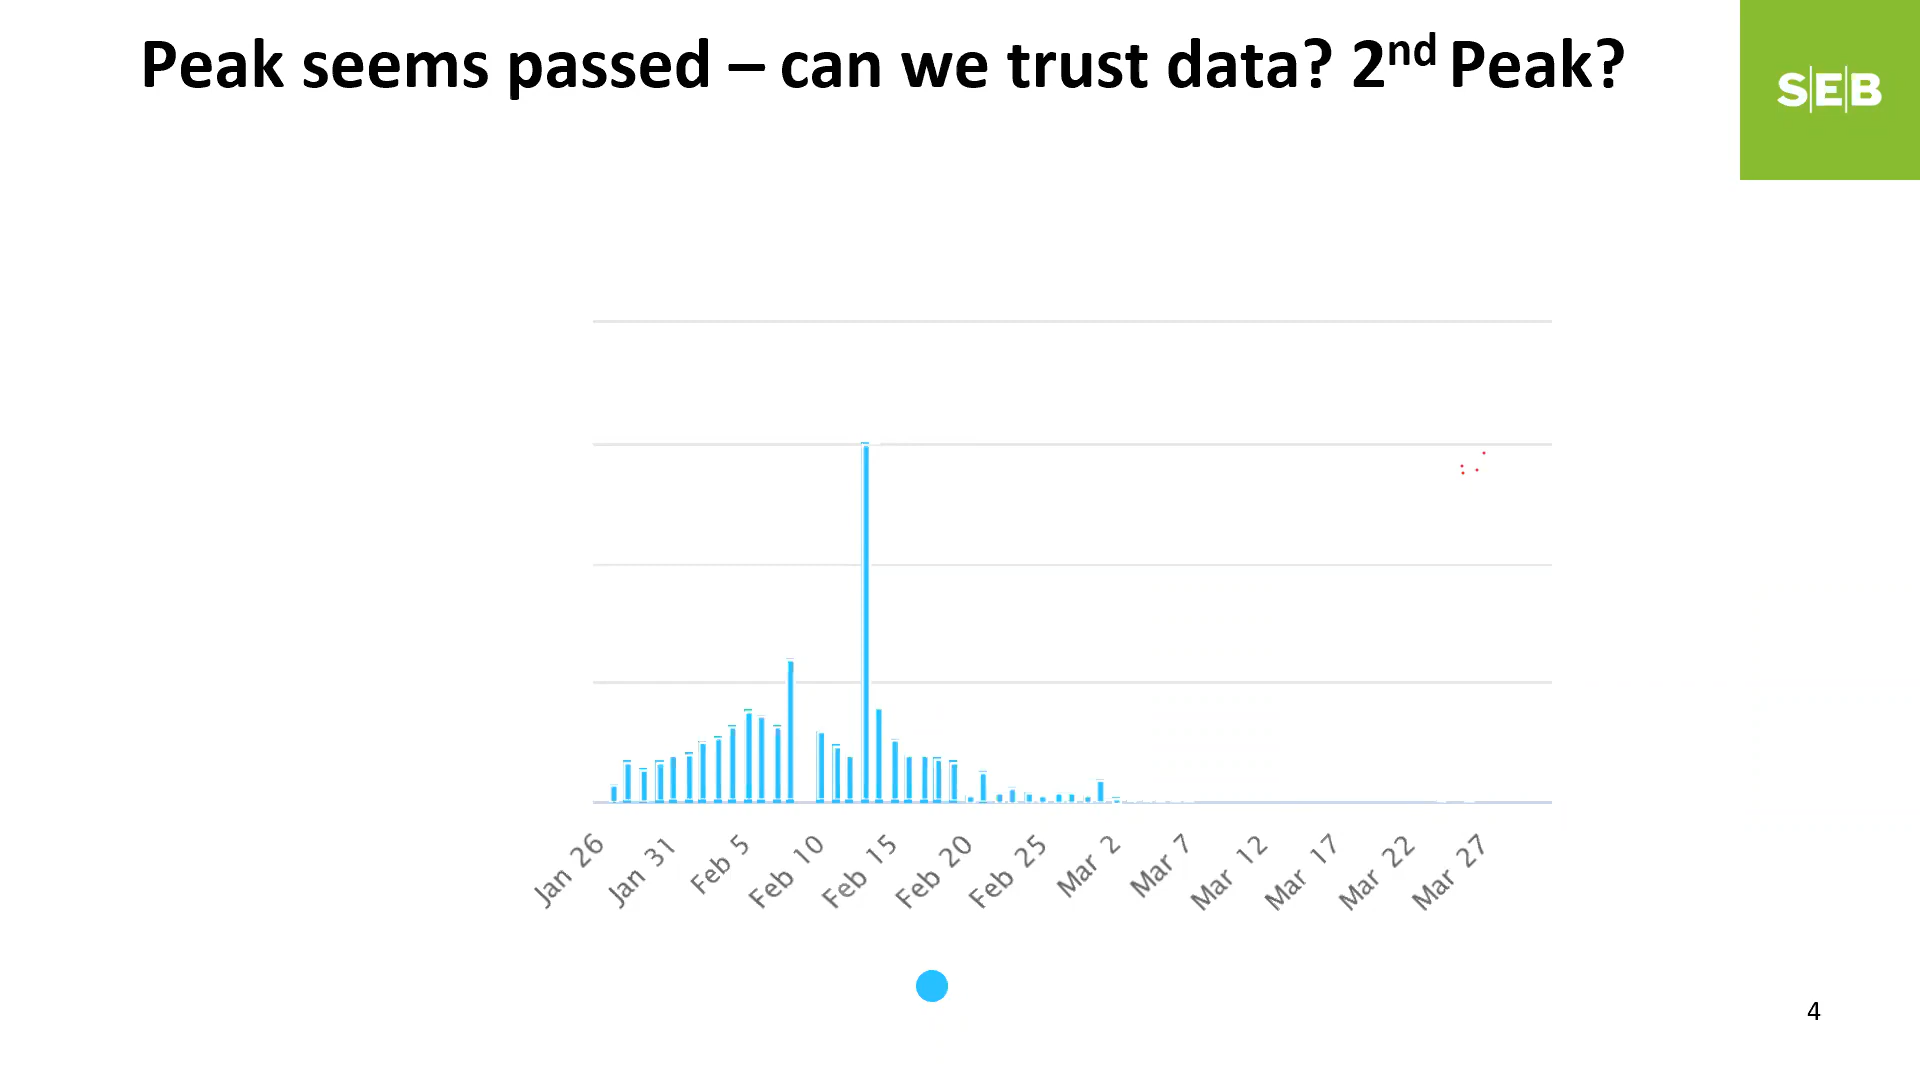 Peak seems passed – can we trust data? 2nd Peak?
S|E|B
Jan 26
Jan 31
Feb 5
Feb 10
Feb 15
Feb 20
Feb 25
Mar 2
Mar 7
Mar 12
Mar 17
Mar 22
Mar 27
4